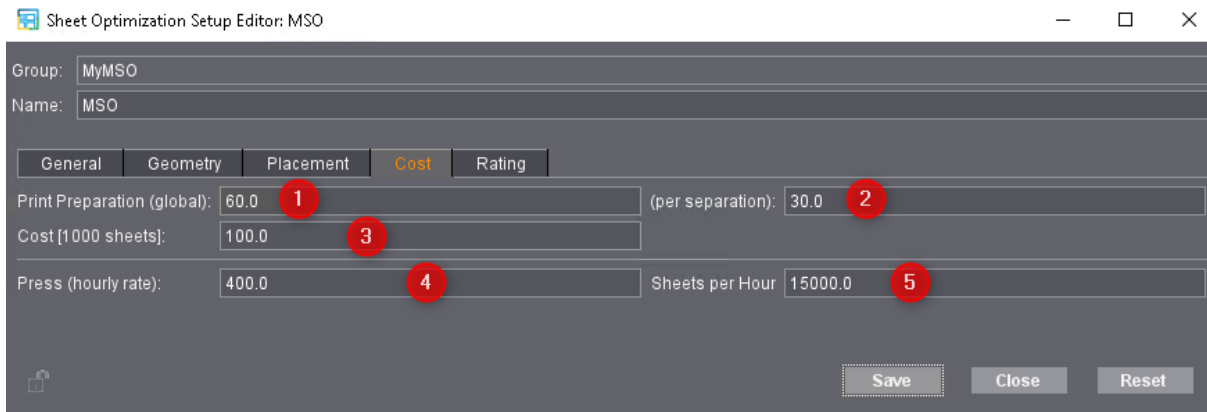 Sheet Optimization Setup Editor: MSO
Group: MyMSO
Name: MSO
General Geometry Placement Cost Rating
Print Preparation (global): 60.0 1 (per separation): 30.0 2
Cost [1000 sheets]: 100.0 3
Press (hourly rate): 400.0 4 Sheets per Hour 15000.0 5
Save Close Reset